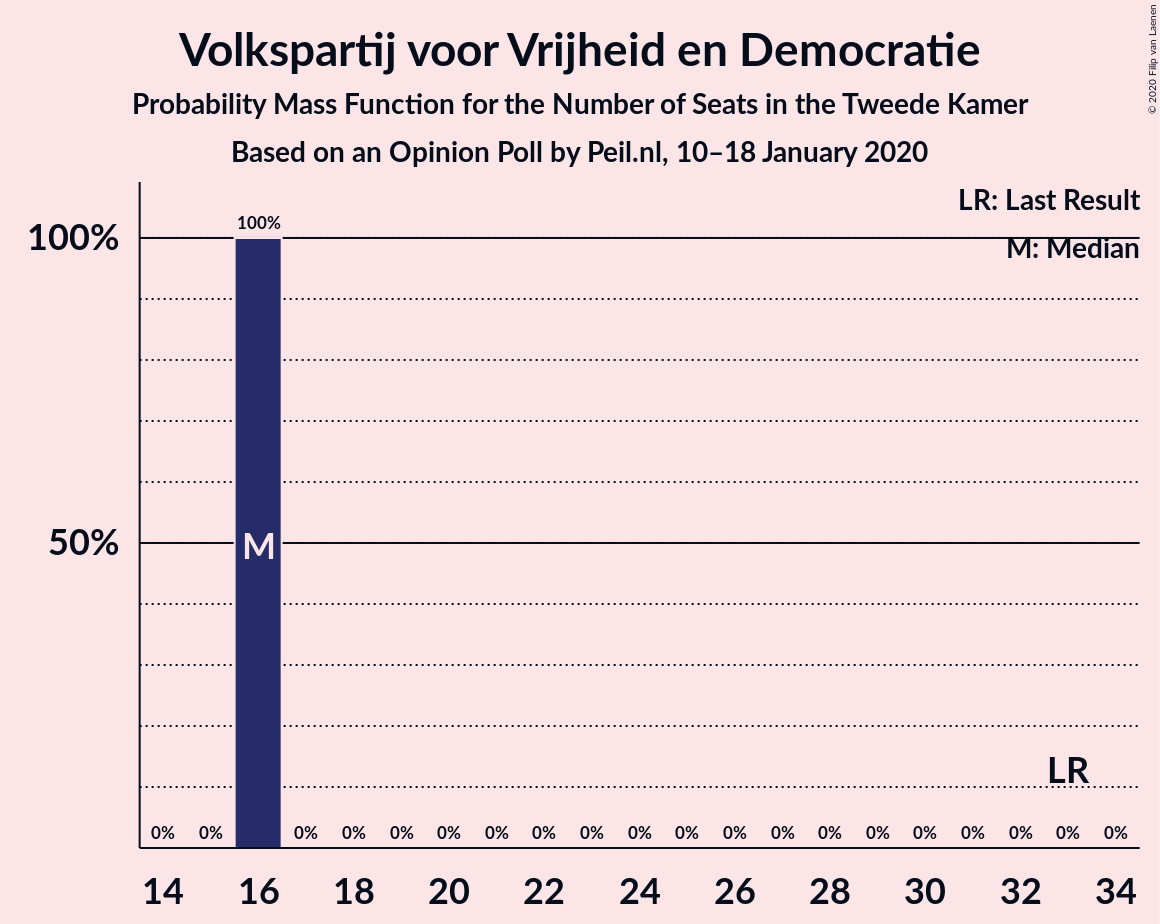 Volkspartij voor Vrijheid en Democratie
Probability Mass Function for the Number of Seats in the Tweede Kamer
Based on an Opinion Poll by Peil.nl, 10–18 January 2020
© 2020 Filip van Laenen
LR: Last Result
M: Median
100%
100%
50%
M
LR
0% 0% 0% 0% 0% 0% 0% 0% 0% 0% 0% 0% 0% 0% 0% 0% 0% 0% 0% 0%
14 16 18 20 22 24 26 28 30 32 34